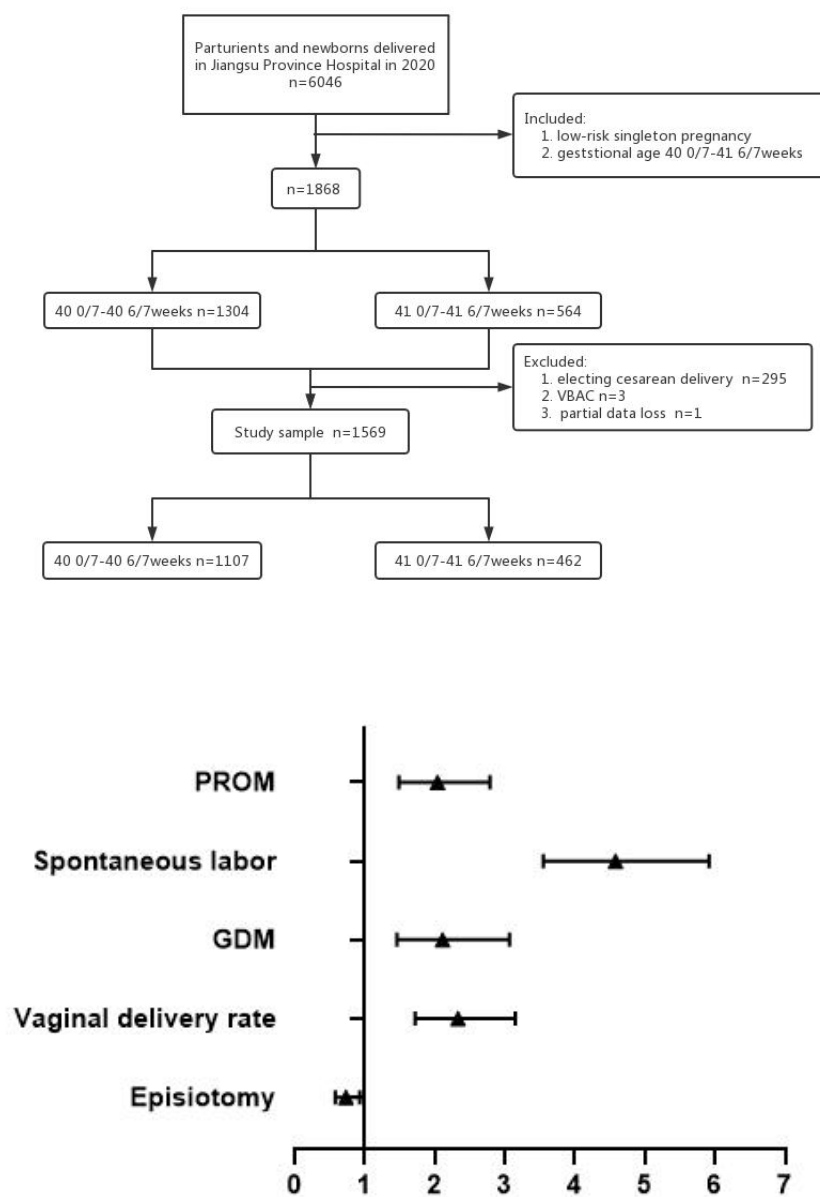 Parturients and newborns delivered
in Jiangsu Province Hospital in 2020
n=6046
Included:
1. low-risk singleton pregnancy
2. geststional age 40 0/7-41 6/7weeks
n=1868
40 0/7-40 6/7weeks n=1304
41 0/7-41 6/7weeks n=564
Excluded:
1. electing cesarean delivery n=295
2. VBAC n=3
3. partial data loss n=1
Study sample n=1569
40 0/7-40 6/7weeks n=1107
41 0/7-41 6/7weeks n=462
PROM
Spontaneous labor
GDM
Vaginal delivery rate
Episiotomy
0 1 2 3 4 5 6 7